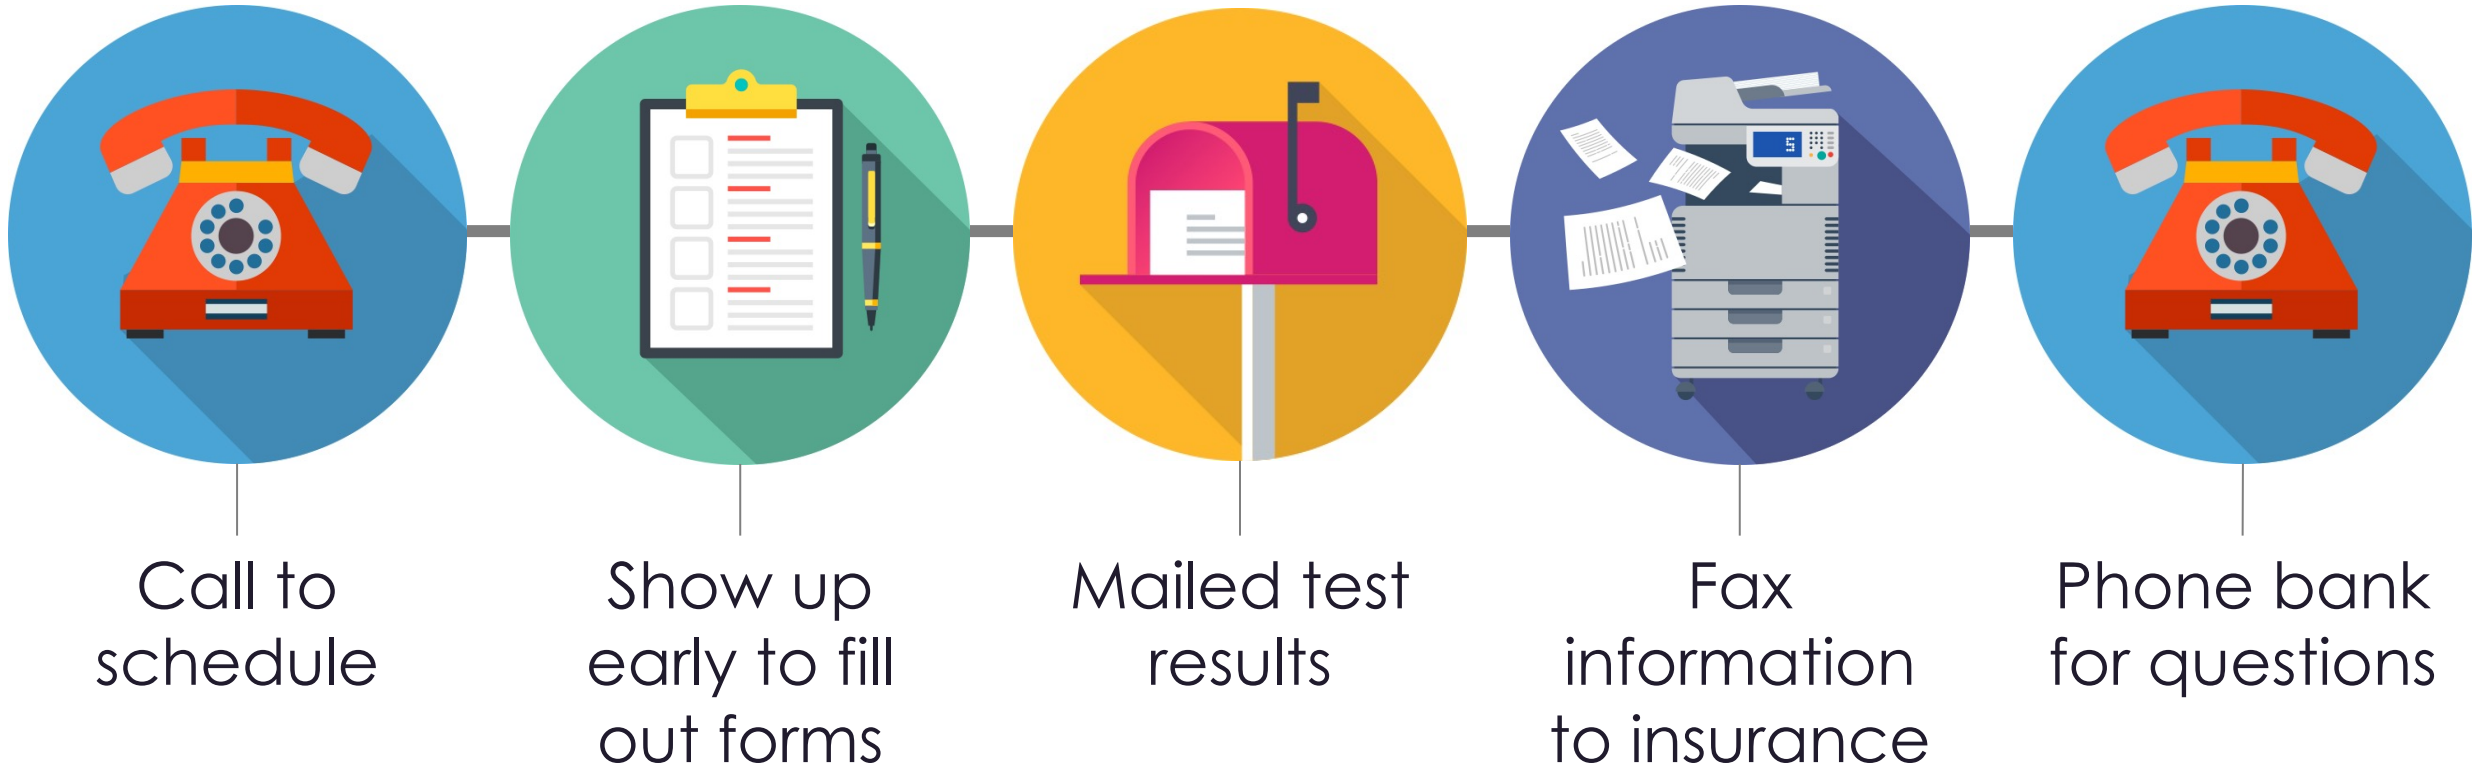 Call to
schedule
Show up
early to fill
out forms
Mailed test
results
5
Fax
information
to insurance
Phone bank
for questions